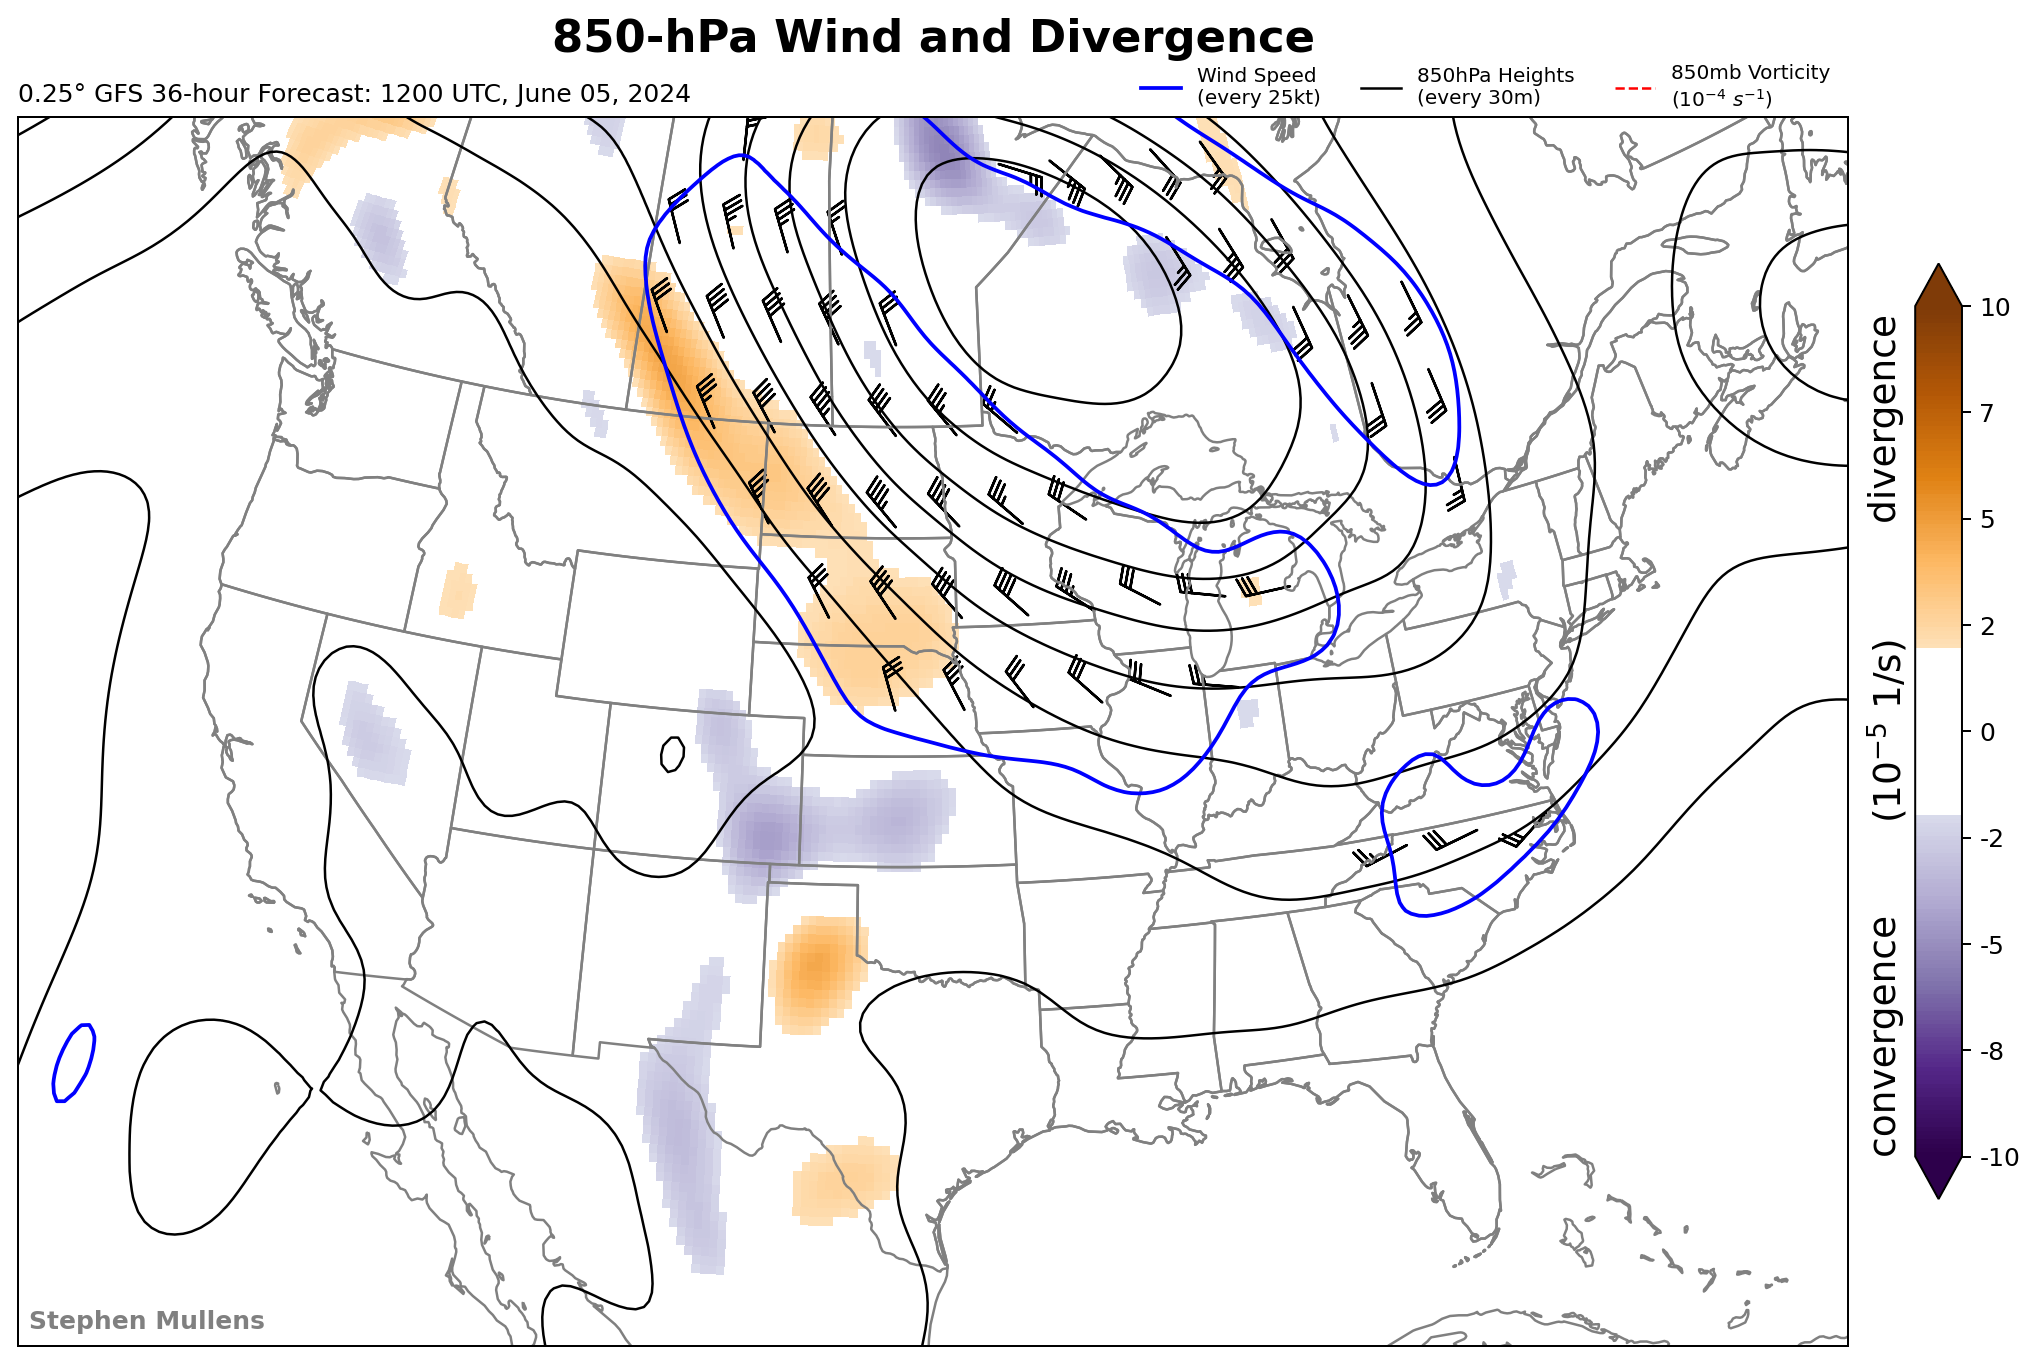 850-hPa Wind and Divergence
0.25° GFS 36-hour Forecast: 1200 UTC, June 05, 2024
Wind Speed
(every 25kt)
850hPa Heights
(every 30m)
850mb Vorticity
(10⁻⁴ s⁻¹)
10
7
5
2
0
-2
-5
-8
-10
divergence
(10⁻⁵ 1/s)
convergence
Stephen Mullens